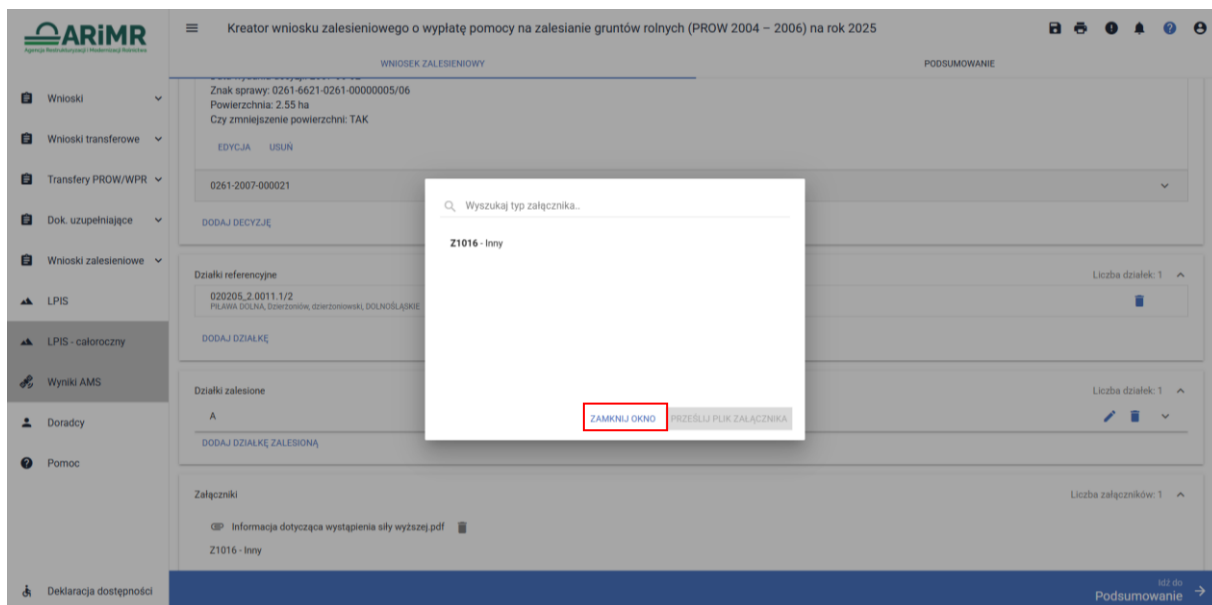 ARiMR
Agencja Restrukturyzacji i Modernizacji Rolnictwa
Kreator wniosku zalesieniowego o wypłatę pomocy na zalesianie gruntów rolnych (PROW 2004 – 2006) na rok 2025
WNIOSEK ZALESIENIOWY
PODSUMOWANIE
Wnioski
Wnioski transferowe
Transfery PROW/WPR
Dok. uzupełniające
Wnioski zalesieniowe
LPIS
LPIS - całoroczny
Wyniki AMS
Doradcy
Pomoc
Deklaracja dostępności
Znak sprawy: 0261-6621-0261-00000005/06
Powierzchnia: 2.55 ha
Czy zmniejszenie powierzchni: TAK
EDYCJA USUŃ
0261-2007-000021
DODAJ DECYZJĘ
Działki referencyjne
Liczba działek: 1
020205_2.0011.1/2
PIŁAWA DOLNA, Dzierżoniów, dzierżoniowski, DOLNOŚLĄSKIE
DODAJ DZIAŁKĘ
Działki zalesione
Liczba działek: 1
A
DODAJ DZIAŁKĘ ZALESIONĄ
Załączniki
Liczba załączników: 1
Informacja dotycząca wystąpienia siły wyższej.pdf
Z1016 - Inny
Wyszukaj typ załącznika…
Z1016 - Inny
ZAMKNIJ OKNO
PRZEŚLIJ PLIK ZAŁĄCZNIKA
Idź do
Podsumowanie